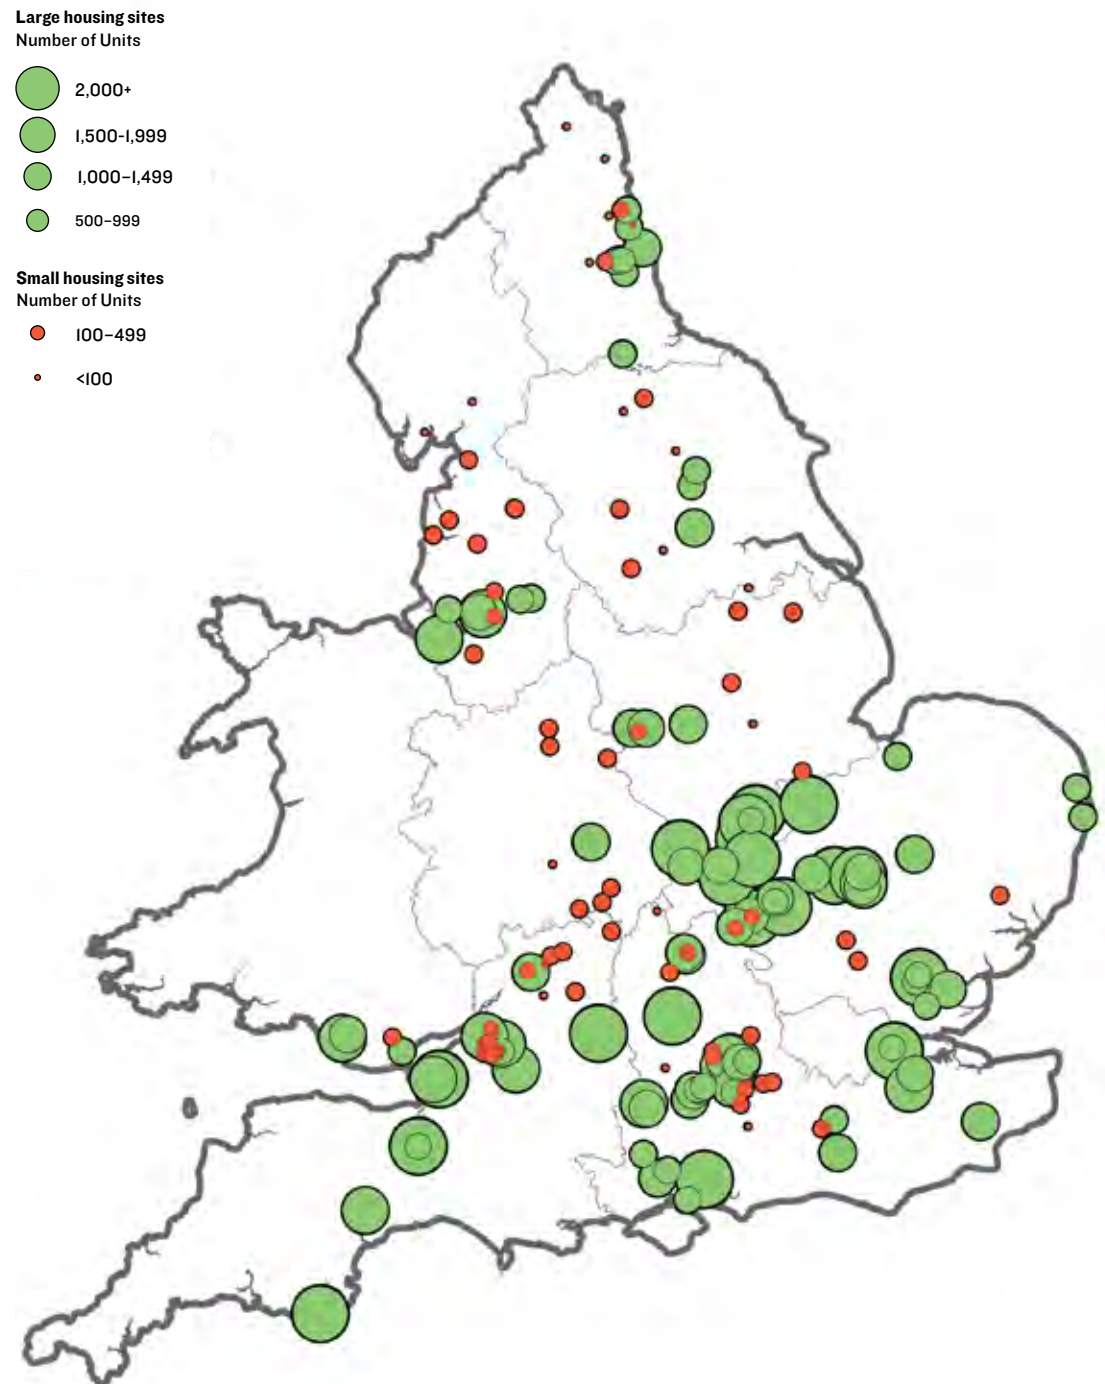 Large housing sites
Number of Units
2,000+
1,500-1,999
1,000–1,499
500–999
Small housing sites
Number of Units
100–499
<100